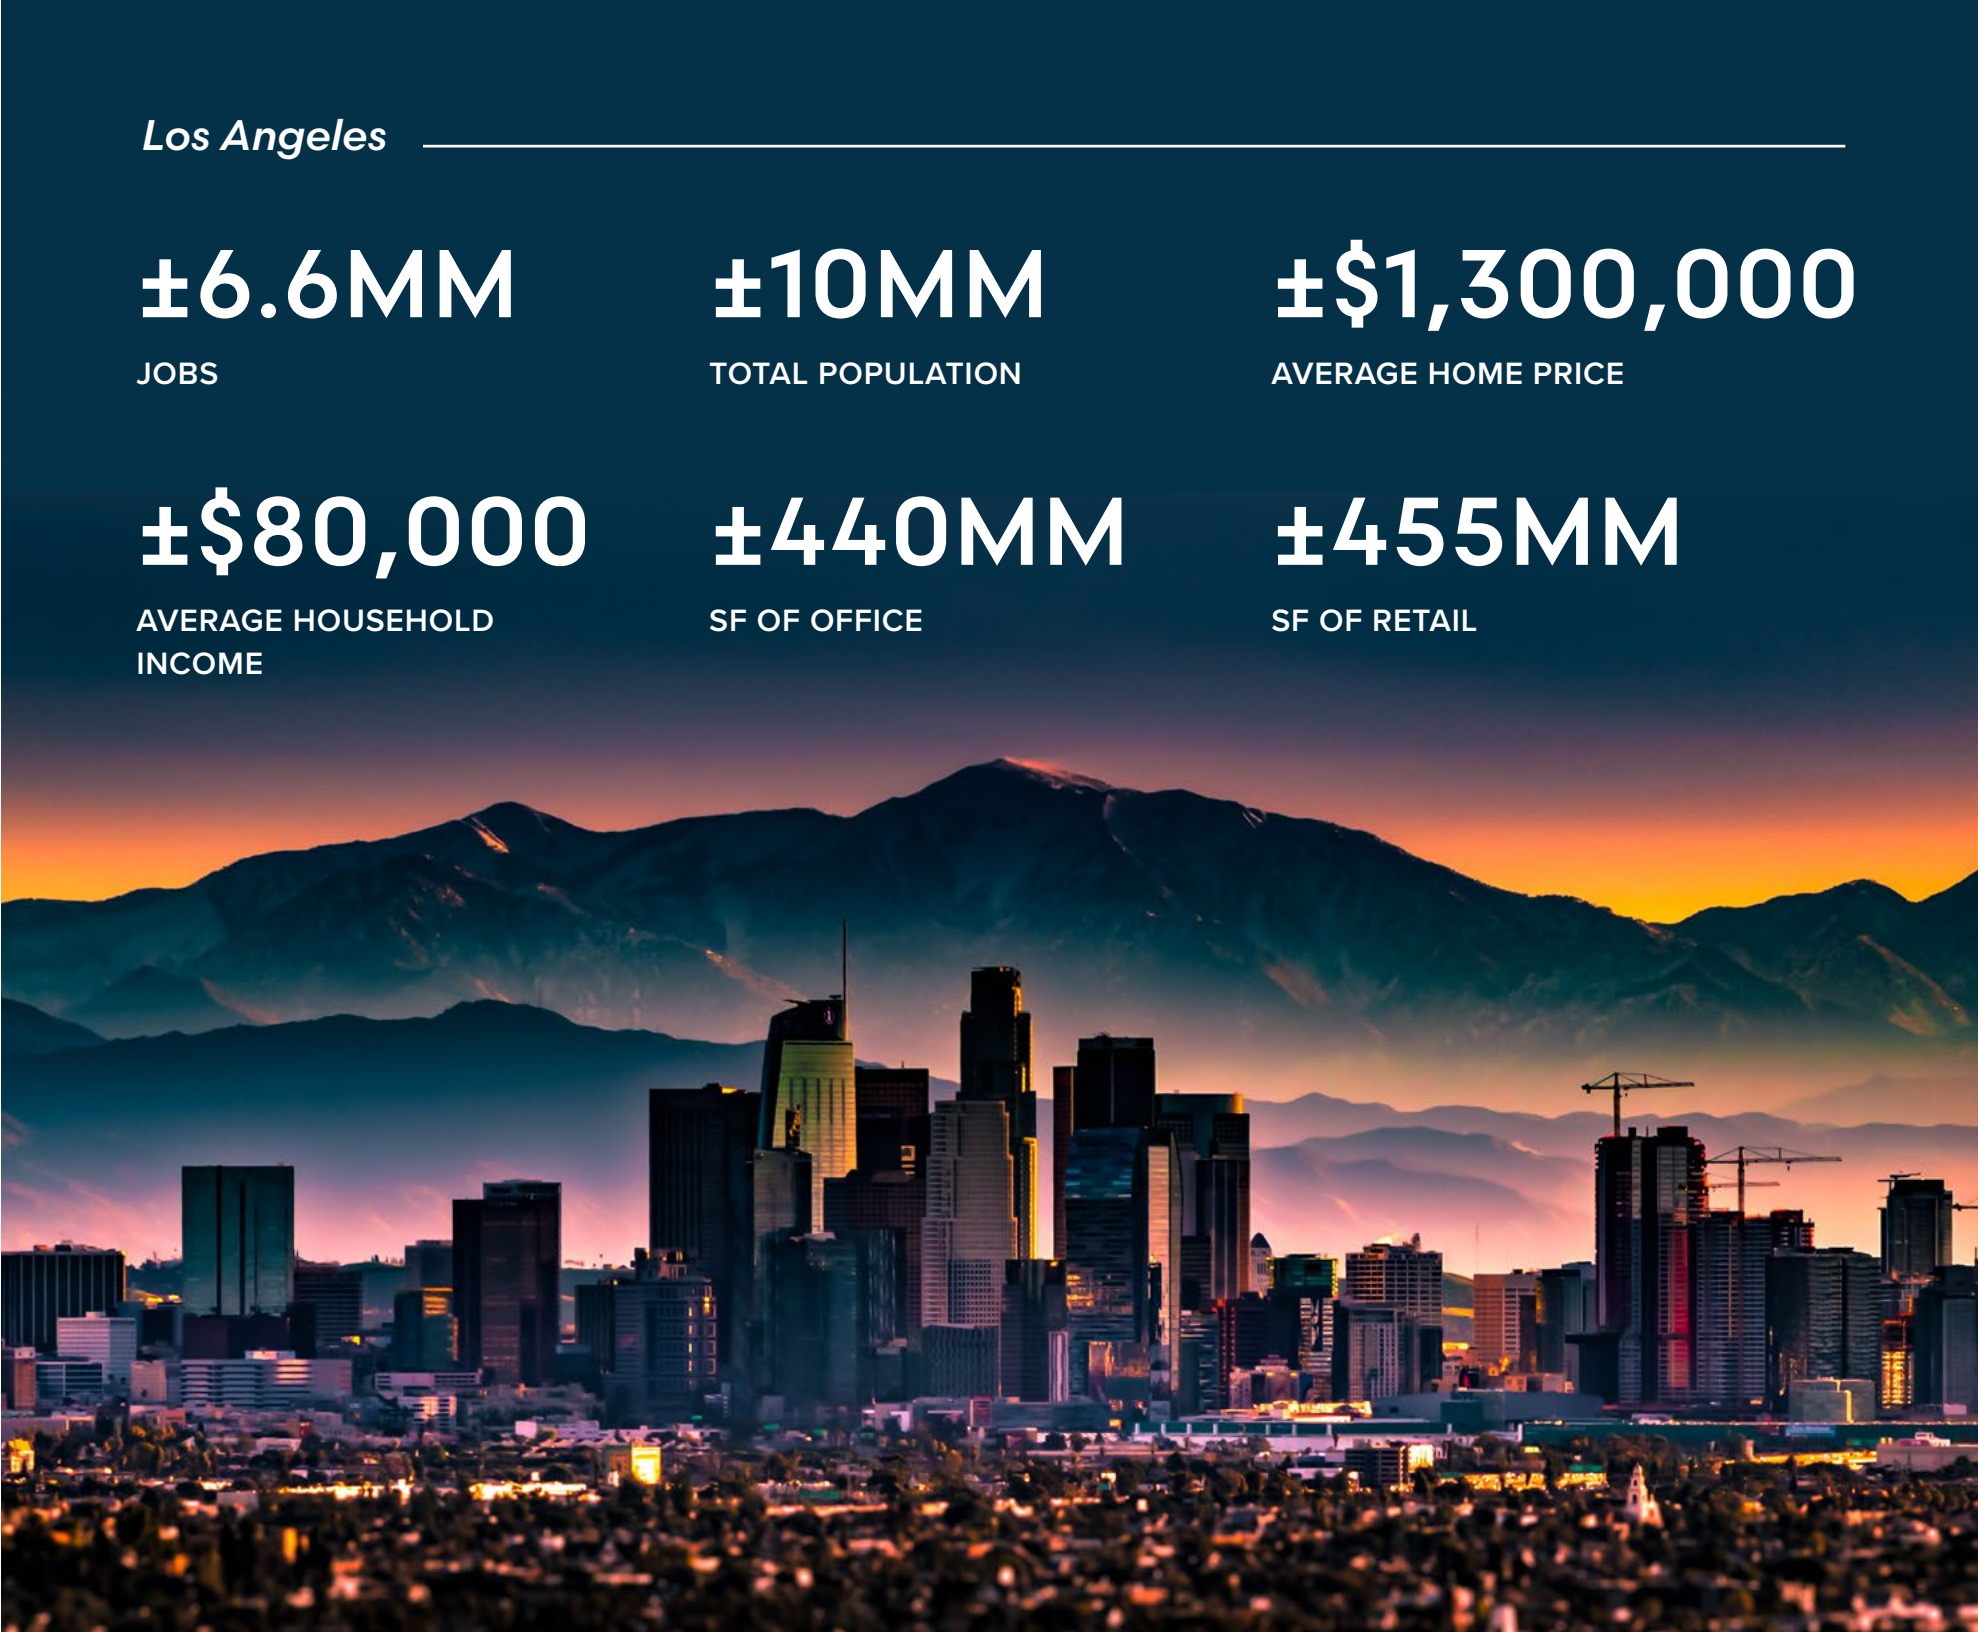 Los Angeles
±6.6MM
JOBS
±10MM
TOTAL POPULATION
±$1,300,000
AVERAGE HOME PRICE
±$80,000
AVERAGE HOUSEHOLD
INCOME
±440MM
SF OF OFFICE
±455MM
SF OF RETAIL